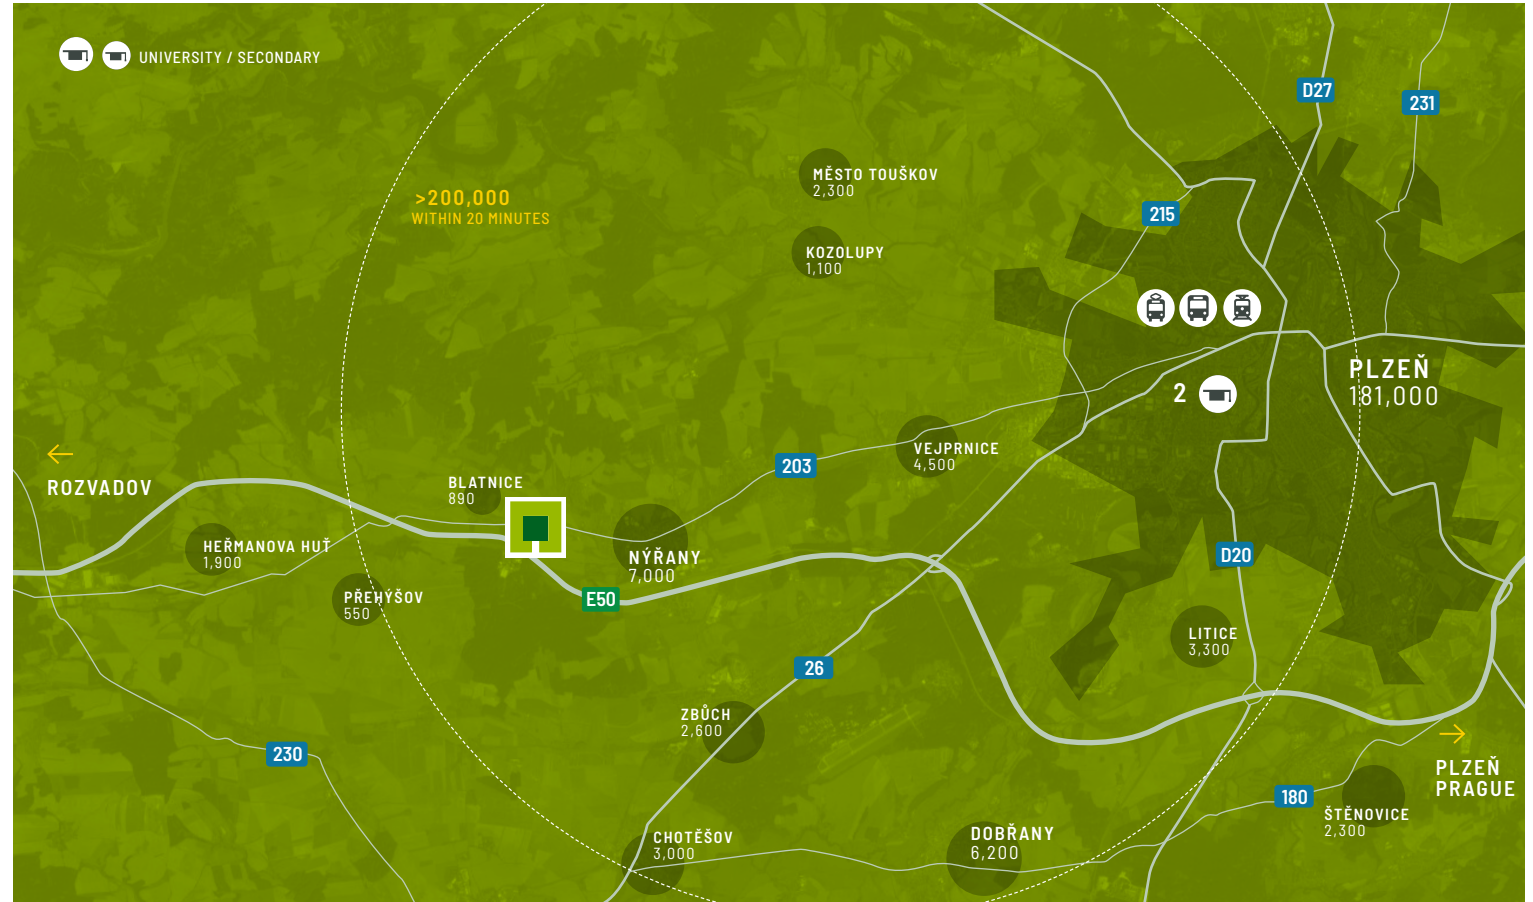 UNIVERSITY / SECONDARY
D27
231
MĚSTO TOUŠKOV
2,300
>200,000
WITHIN 20 MINUTES
215
KOZOLUPY
1,100
PLZEŇ
181,000
2
VEJPRNICE
4,500
203
ROZVADOV
BLATNICE
890
HEŘMANOVA HUŤ
1,900
NÝŘANY
7,000
D20
PŘEHÝŠOV
550
E50
LITICE
3,300
26
ZBŮCH
2,600
230
PLZEŇ
PRAGUE
180
ŠTĚNOVICE
2,300
CHOTĚŠOV
3,000
DOBŘANY
6,200